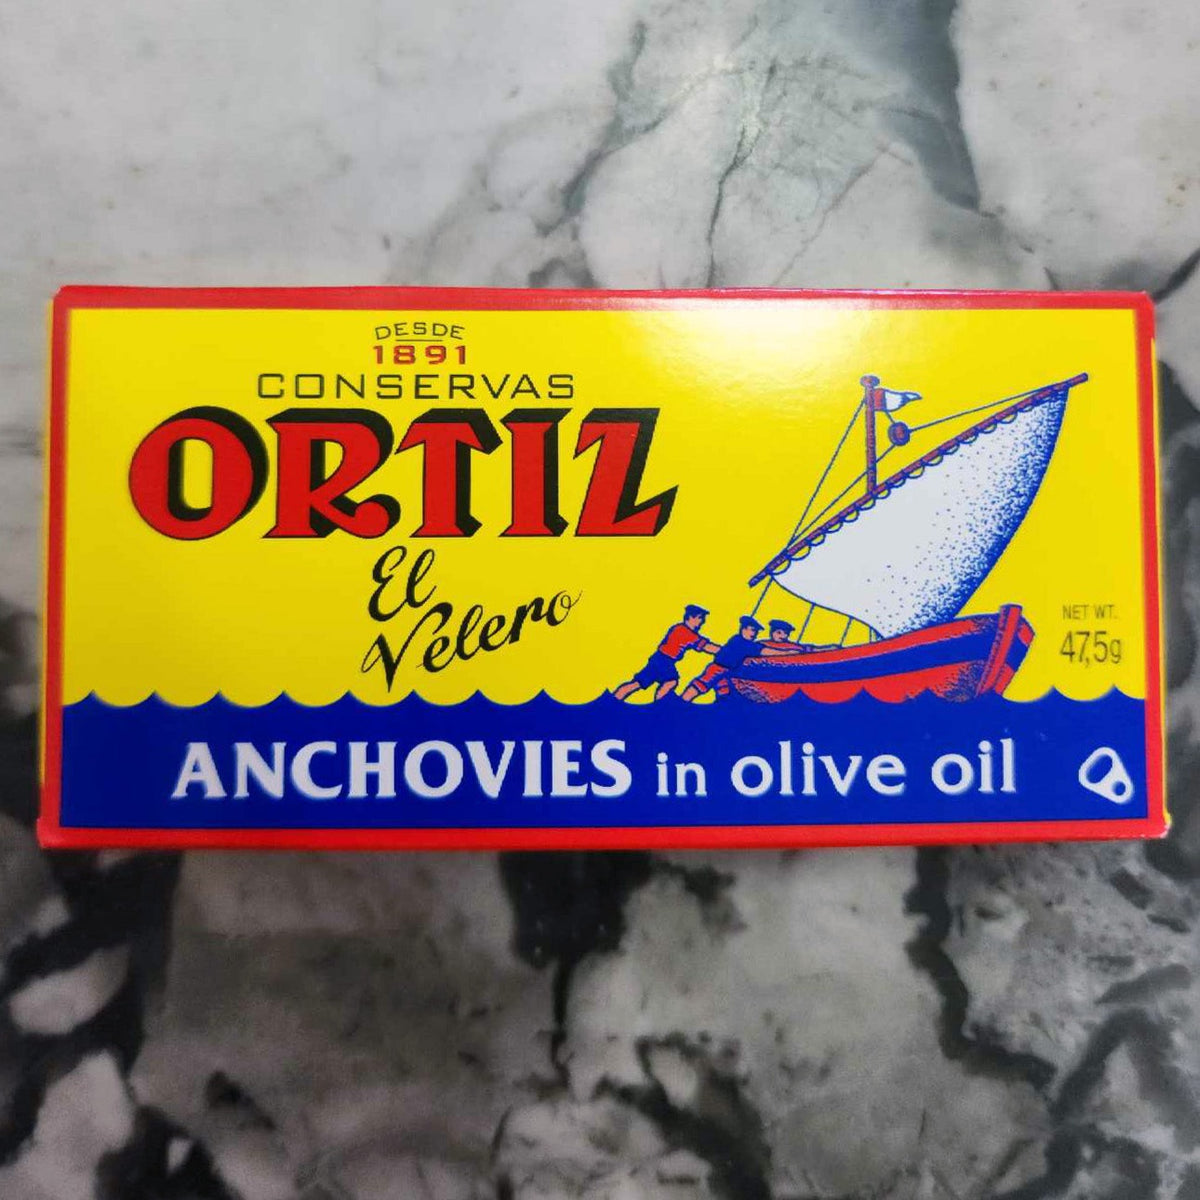 DESDE
1891
CONSERVAS
ORTIZ
El
Velero
NET WT.
47,5g
ANCHOVIES in olive oil